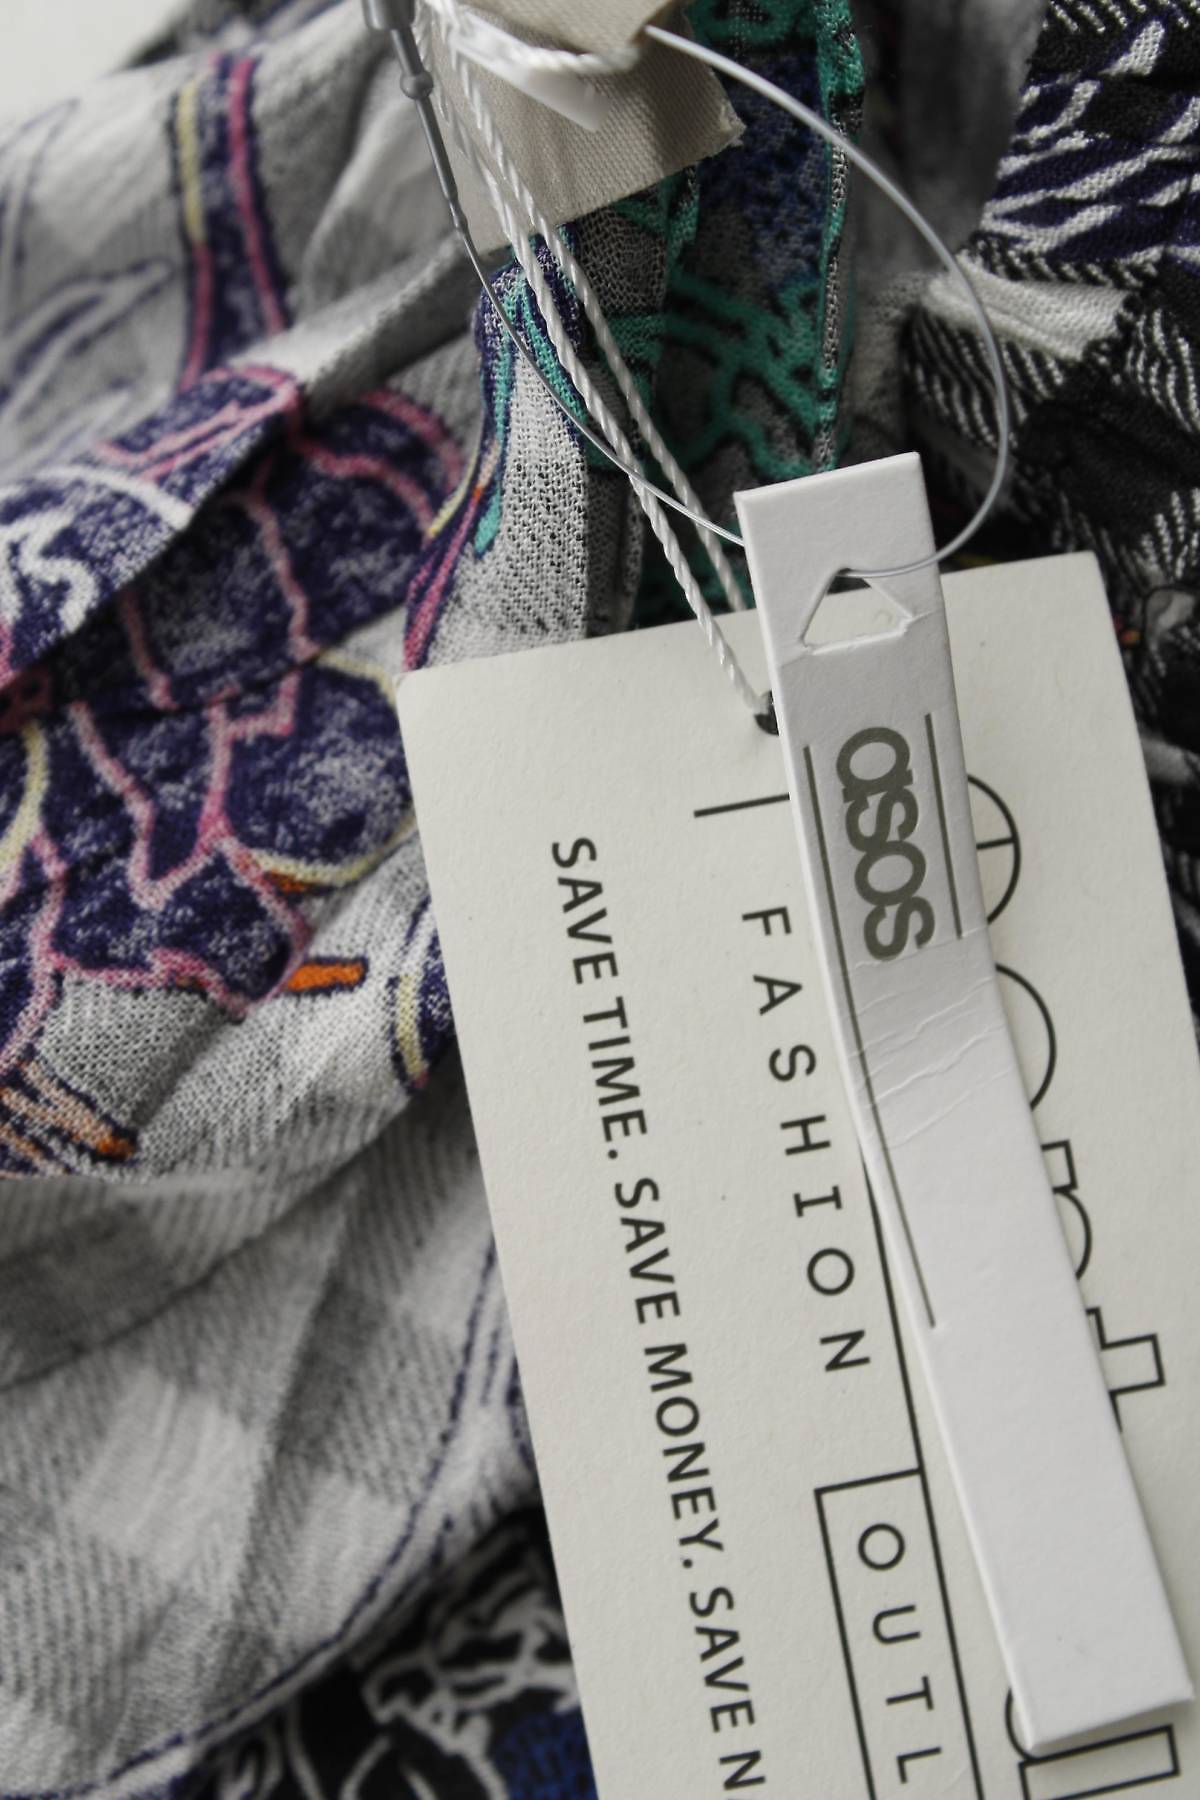 asos
FASHION
OUTL
SAVE TIME. SAVE MONEY. SAVE